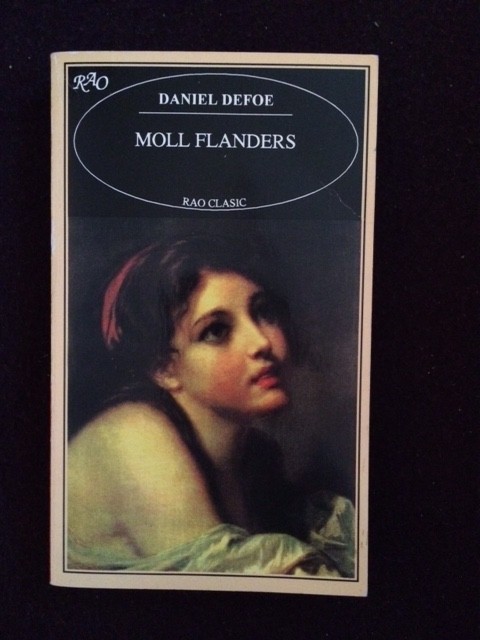 RAO
DANIEL DEFOE
MOLL FLANDERS
RAO CLASIC